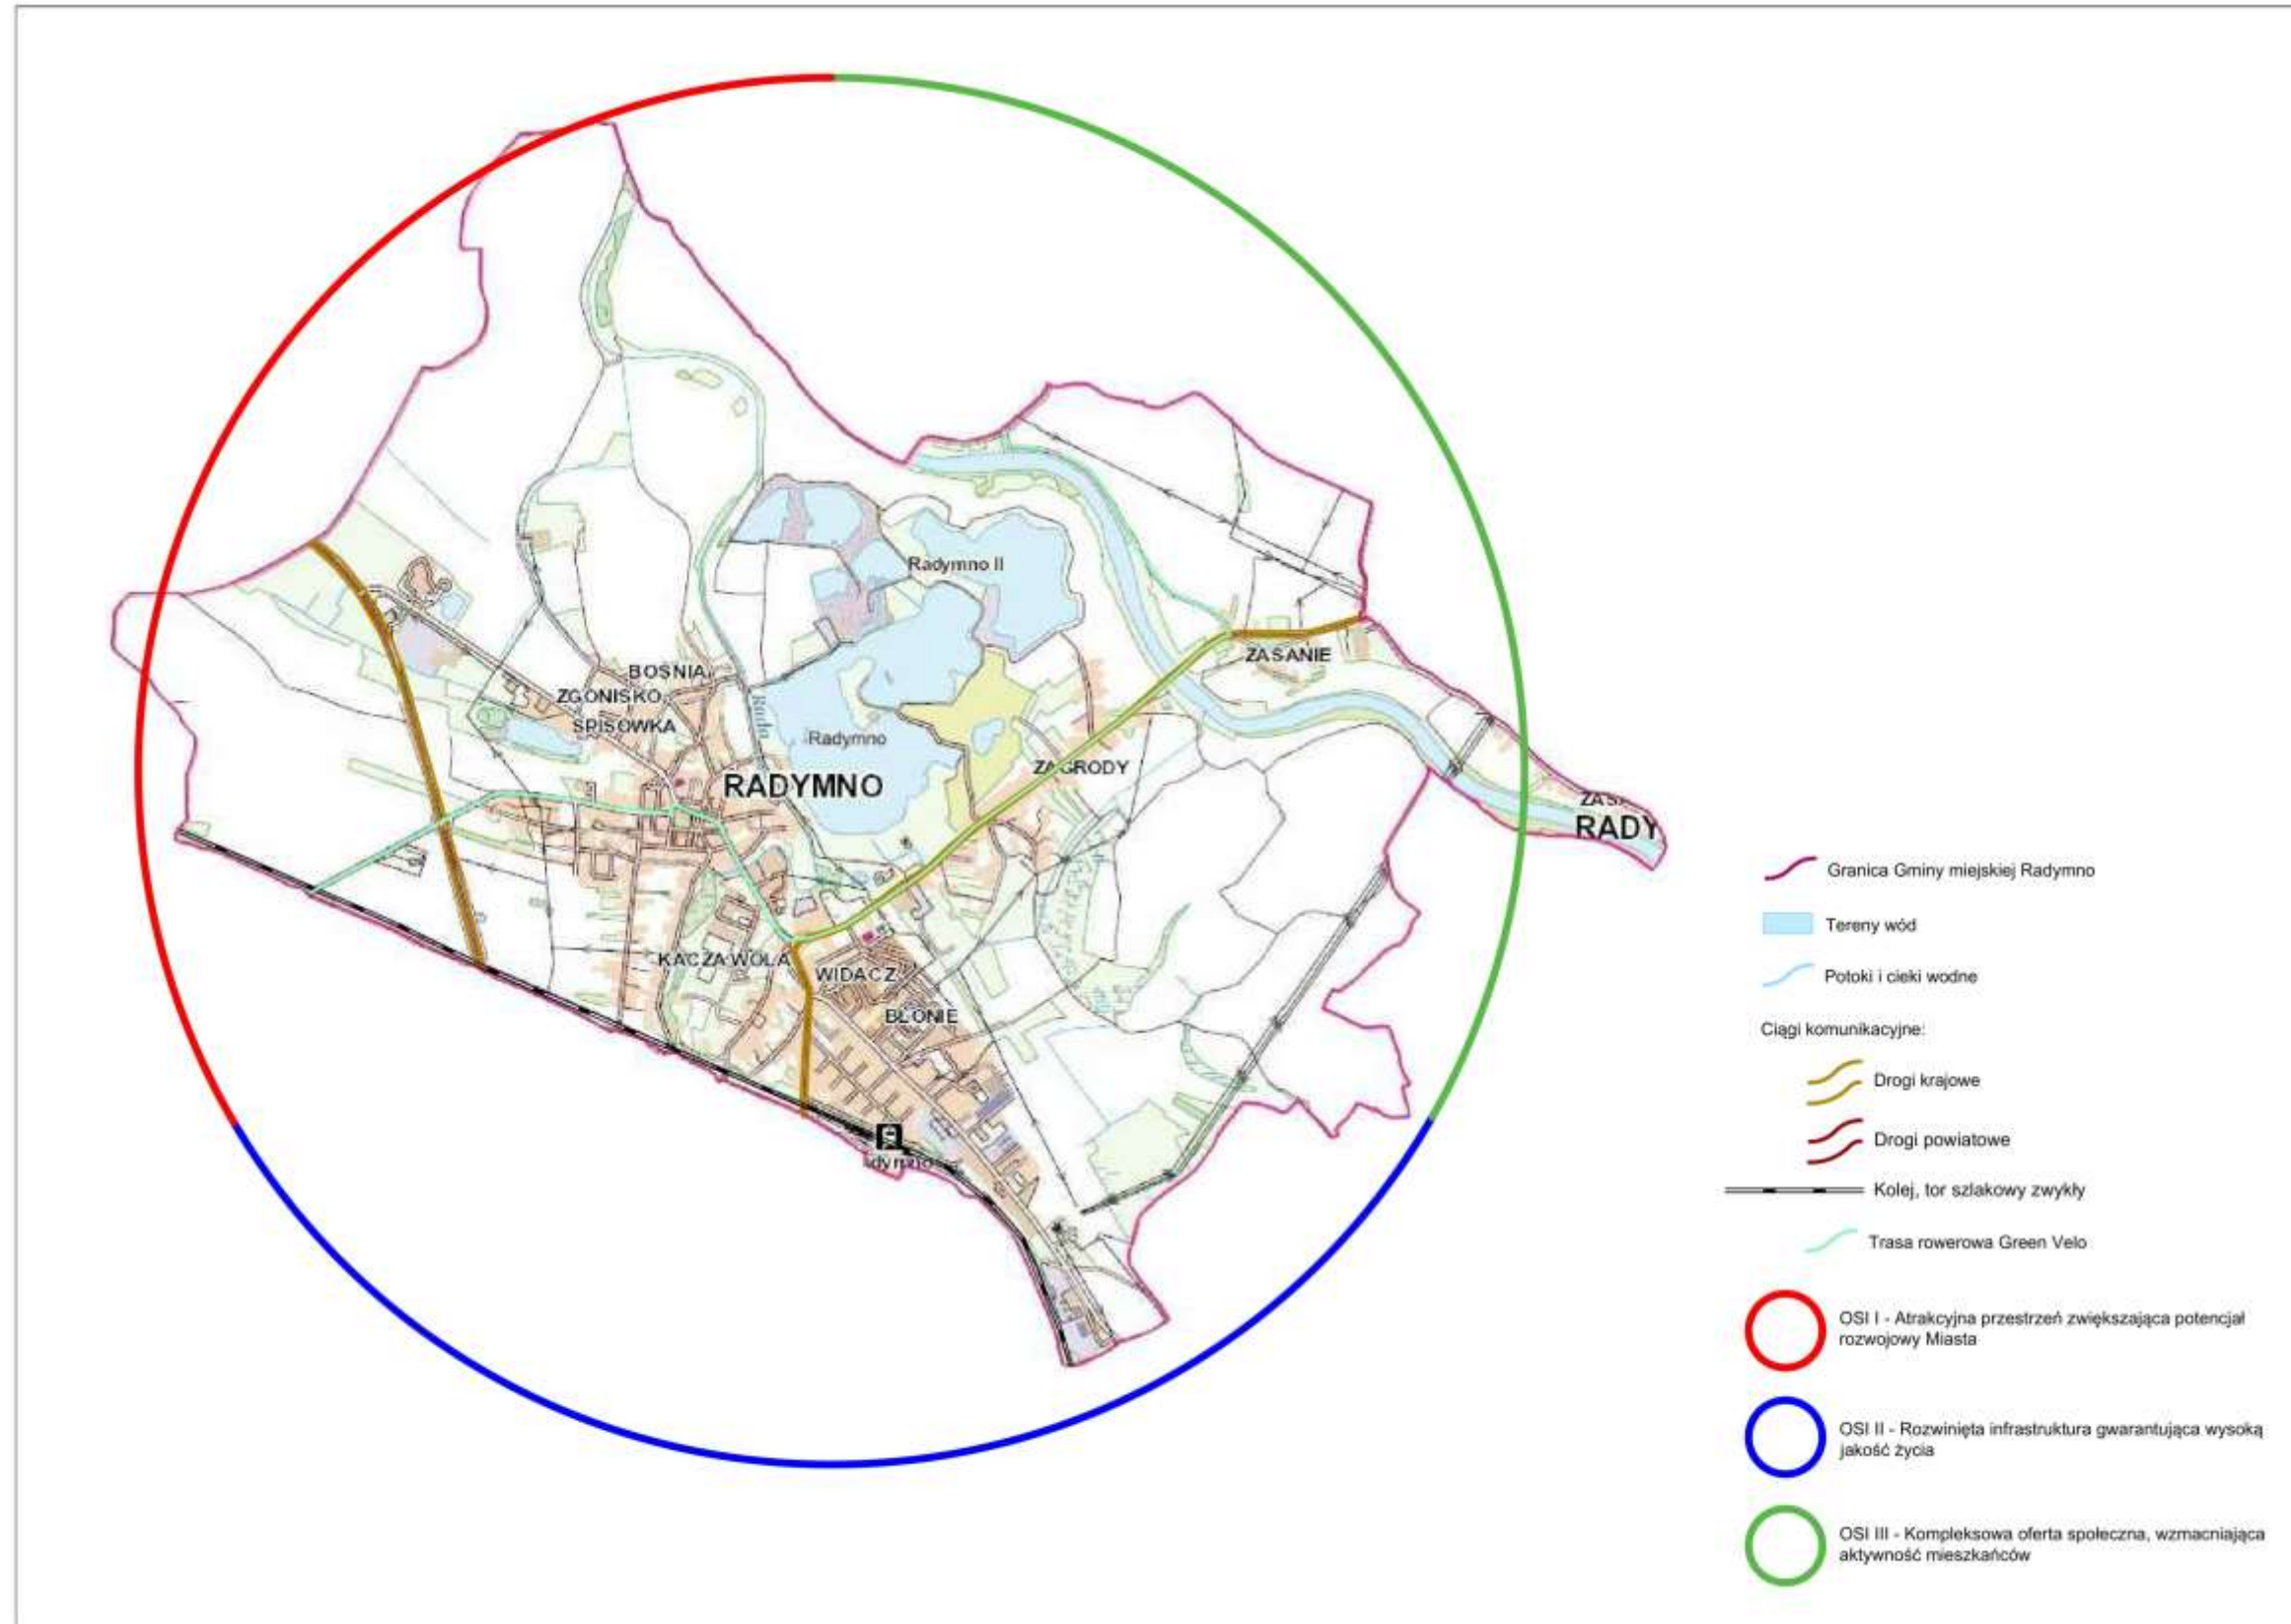 Radymno II
ZASANIE
BOSNIA
ZGONISKO
SPISOWKA
Rada
Radymno
ZAGRODY
RADYMNO
ZAS
RADY
KACZA WOLA
WIDACZ
BŁONIE
dymno
Granica Gminy miejskiej Radymno
Tereny wód
Potoki i cieki wodne
Ciągi komunikacyjne:
Drogi krajowe
Drogi powiatowe
Kolej, tor szlakowy zwykły
Trasa rowerowa Green Velo
OSI I - Atrakcyjna przestrzeń zwiększająca potencjał
rozwojowy Miasta
OSI II - Rozwinięta infrastruktura gwarantująca wysoką
jakość życia
OSI III - Kompleksowa oferta społeczna, wzmacniająca
aktywność mieszkańców